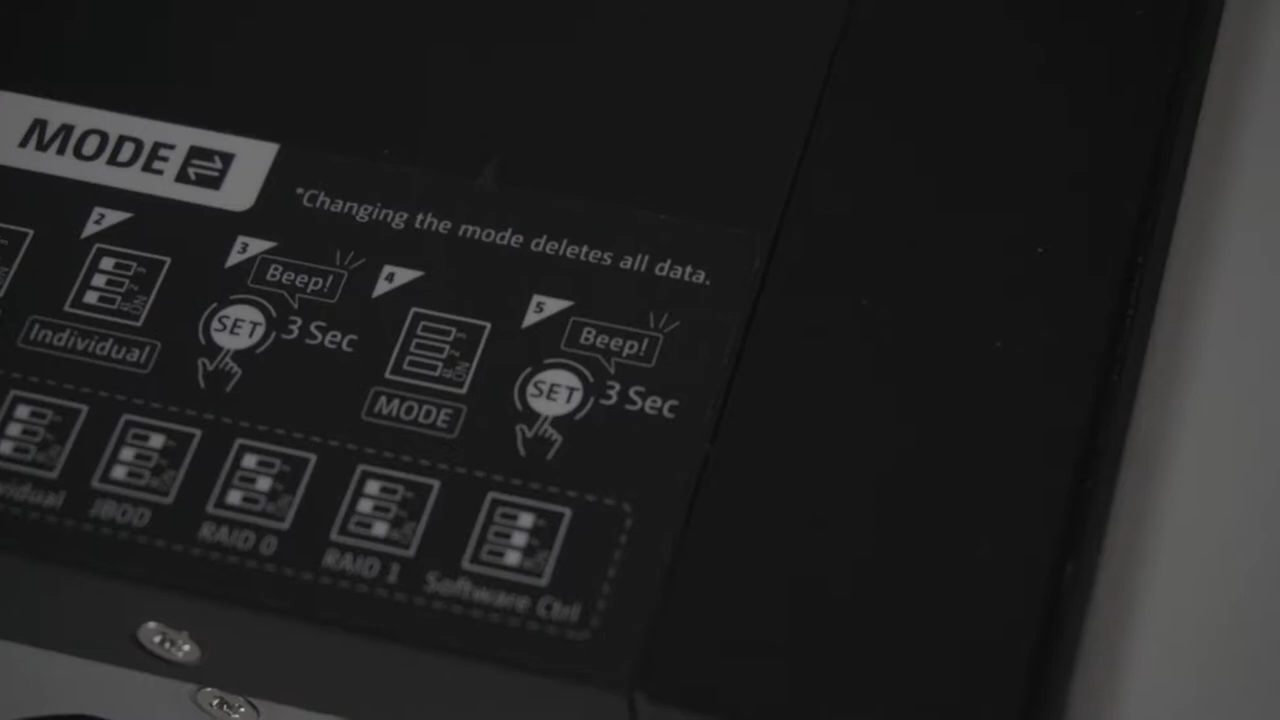 MODE
*Changing the mode deletes all data.
2
3
4
5
Beep!
Beep!
SET 3 Sec
SET 3 Sec
Individual
MODE
JBOD
RAID 0
RAID 1
Software Ctrl